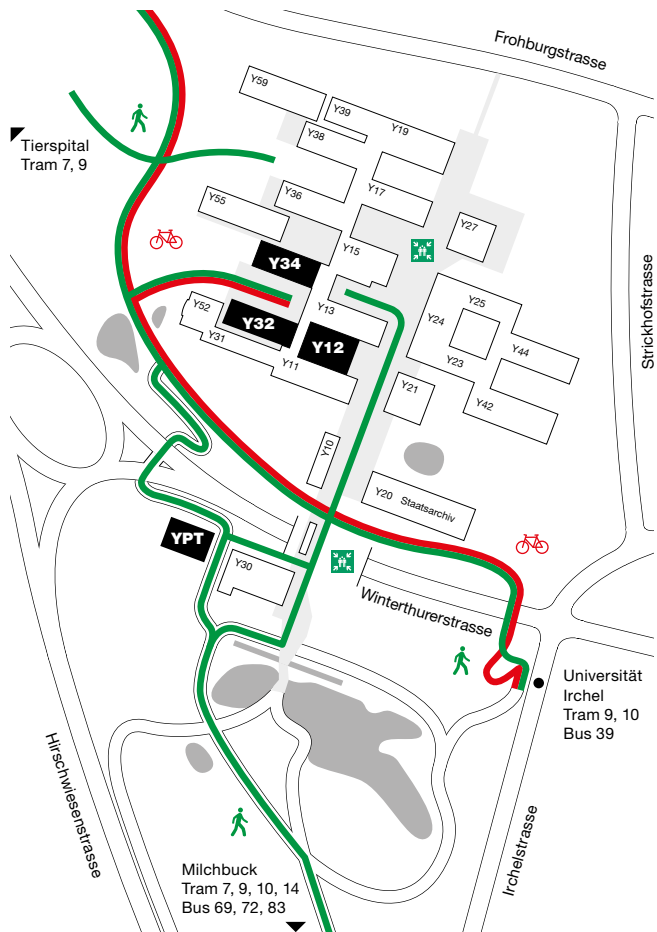 Frohburgstrasse
Y59
Y39
Y19
Y38
Tierspital
Tram 7, 9
Y17
Y36
Y55
Y27
Y15
Y34
Strickhofstrasse
Y52
Y32
Y13
Y25
Y24
Y31
Y12
Y44
Y11
Y23
Y21
Y42
Y10
Y20 Staatsarchiv
YPT
Y30
Winterthurerstrasse
Universität
Irchel
Tram 9, 10
Bus 39
Hirschwiesenstrasse
Irchelstrasse
Milchbuck
Tram 7, 9, 10, 14
Bus 69, 72, 83